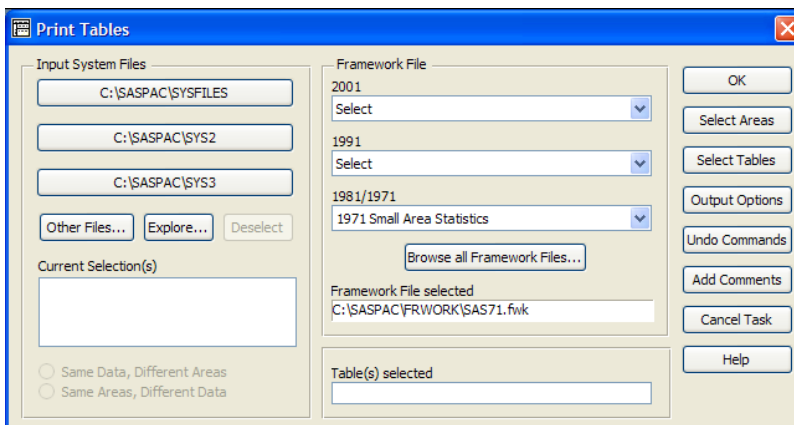 Print Tables
Input System Files
C:\SASPAC\SYSFILES
C:\SASPAC\SYS2
C:\SASPAC\SYS3
Other Files... Explore... Deselect
Current Selection(s)
Same Data, Different Areas
Same Areas, Different Data
Framework File
2001
Select
1991
Select
1981/1971
1971 Small Area Statistics
Browse all Framework Files...
Framework File selected
C:\SASPAC\FRWORK\SAS71.fwk
Table(s) selected
OK
Select Areas
Select Tables
Output Options
Undo Commands
Add Comments
Cancel Task
Help